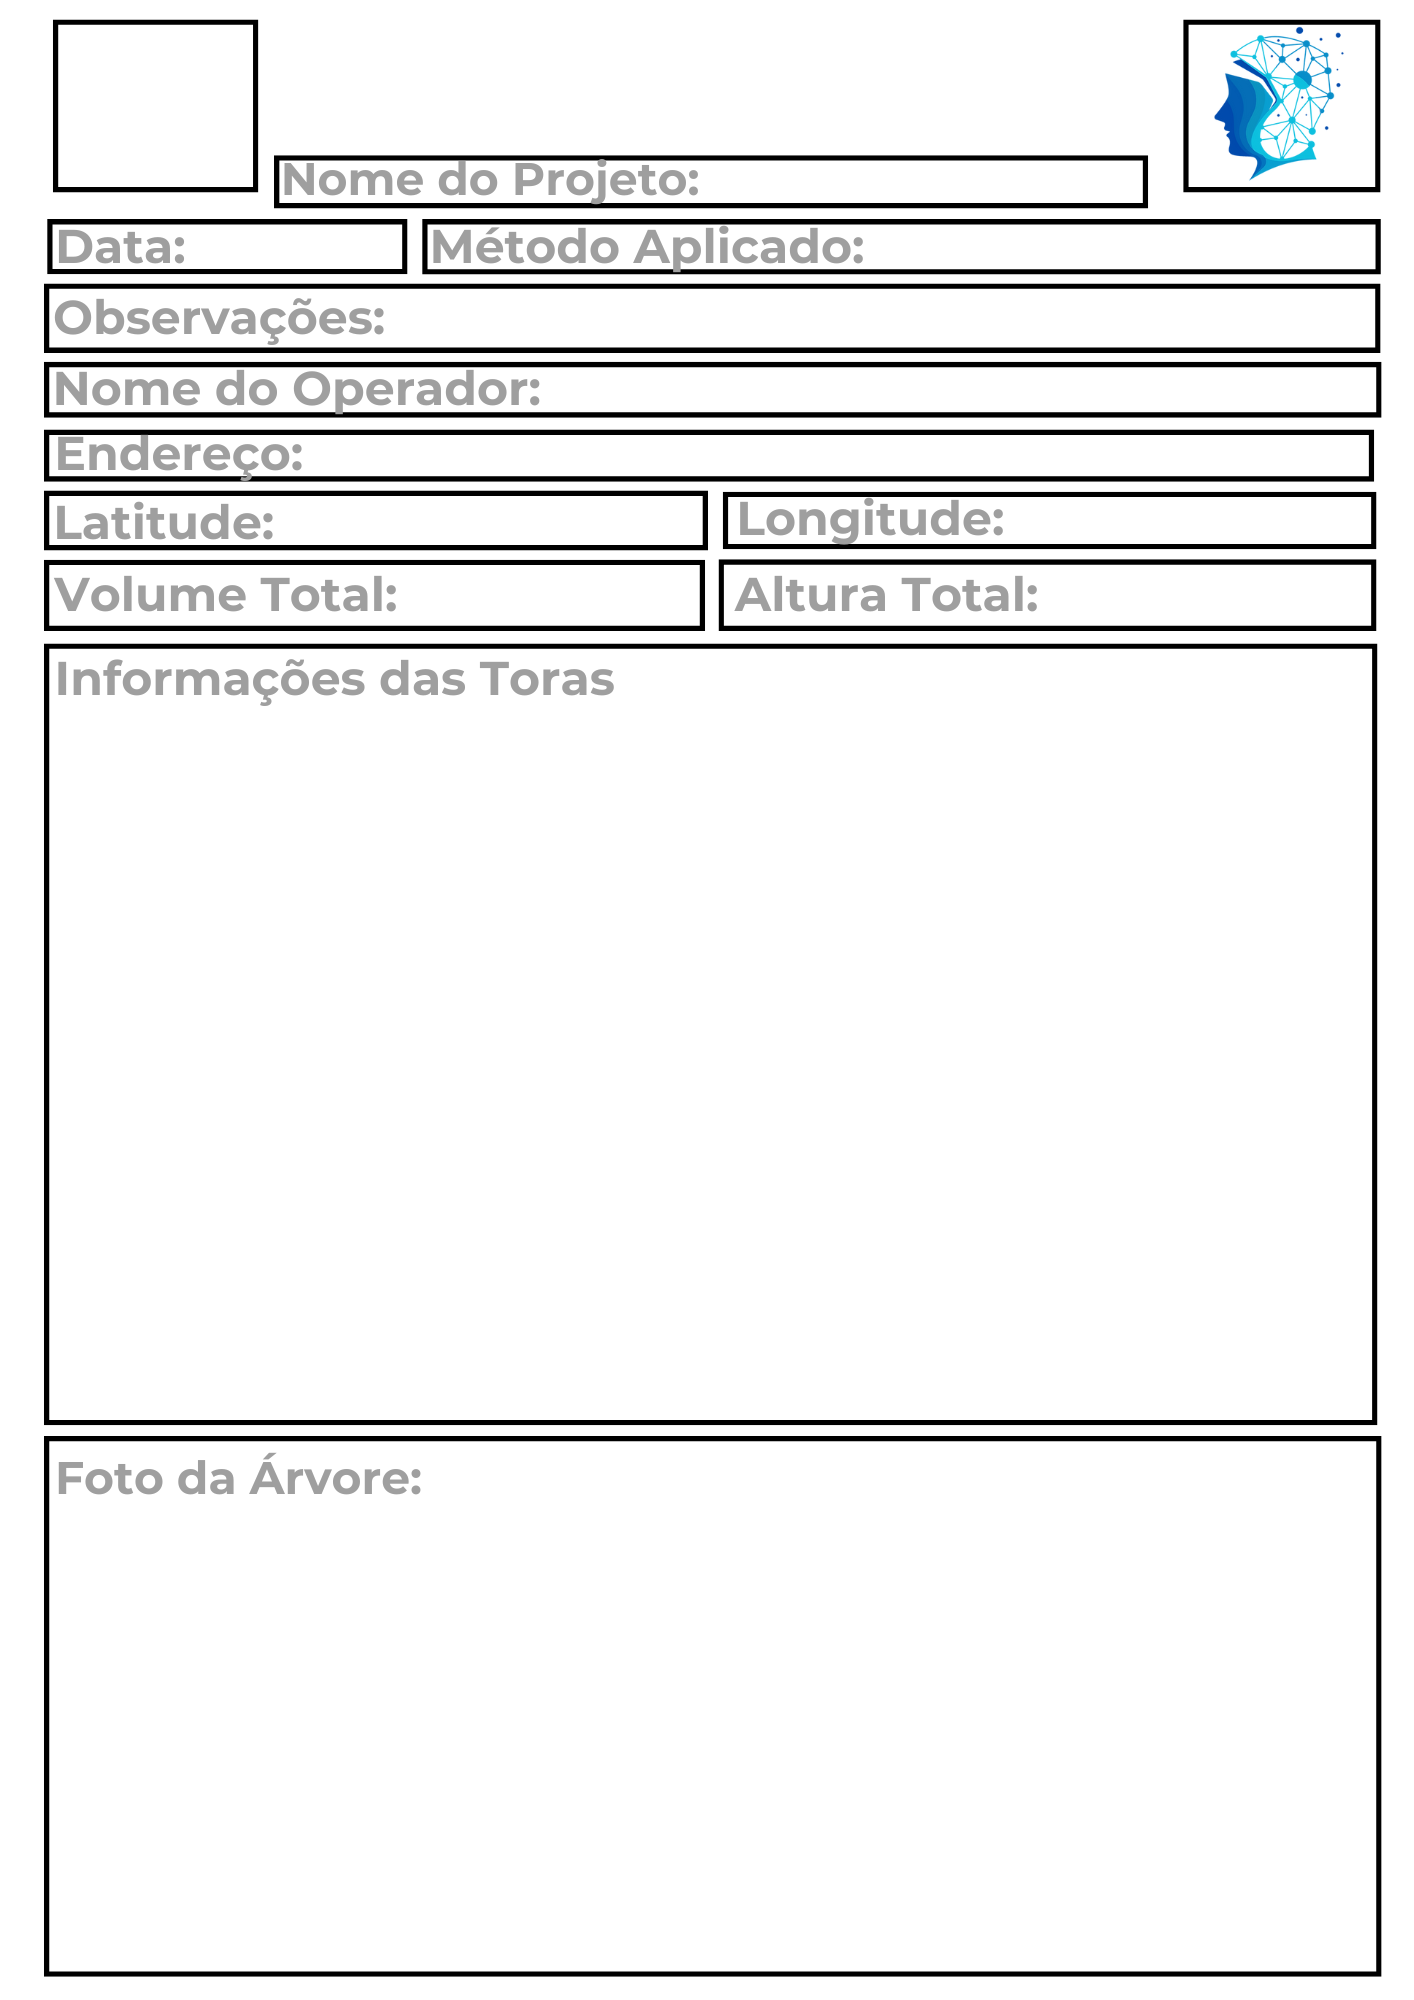 Nome do Projeto:
Data:
Método Aplicado:
Observações:
Nome do Operador:
Endereço:
Latitude:
Longitude:
Volume Total:
Altura Total:
Informações das Toras
Foto da Árvore: